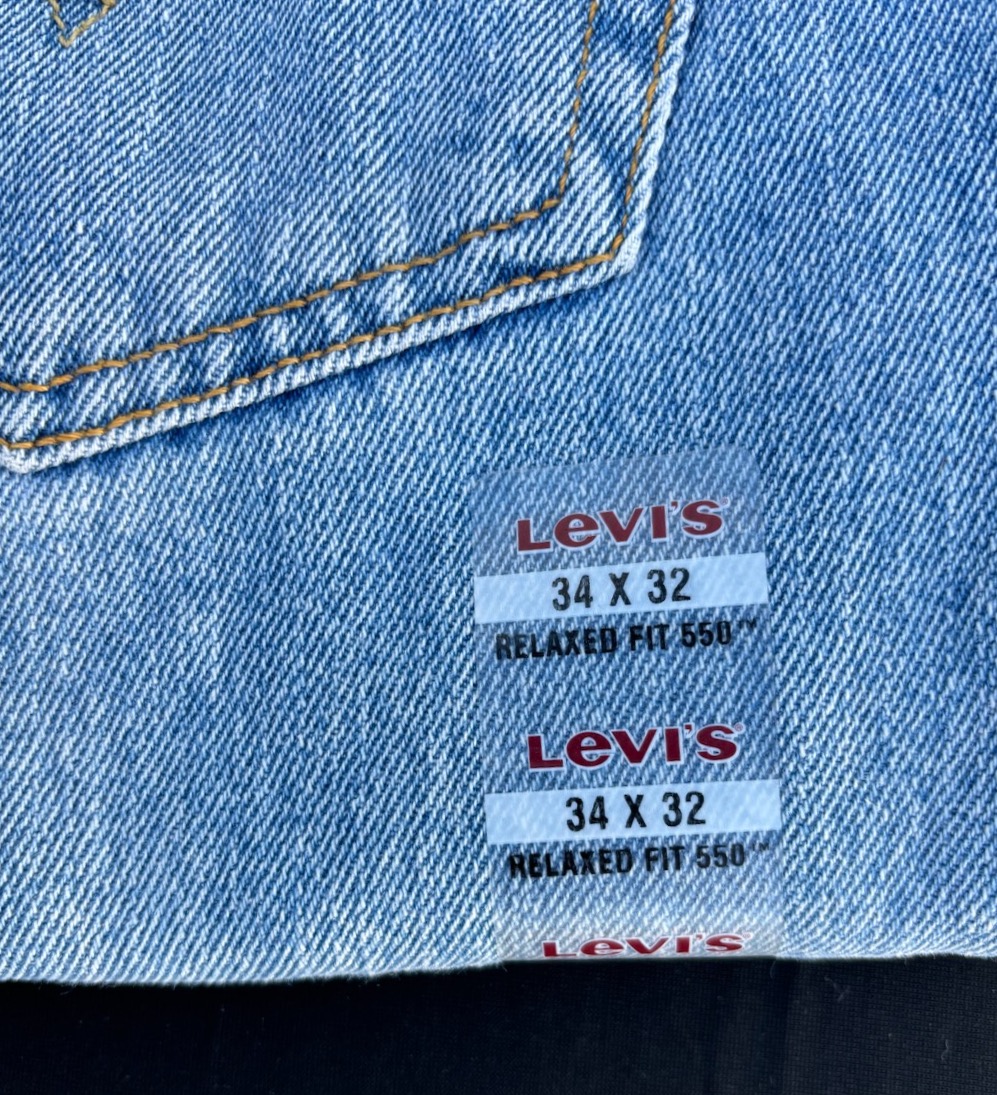 Levi's®
34 X 32
RELAXED FIT 550™
Levi's®
34 X 32
RELAXED FIT 550™
Levi's